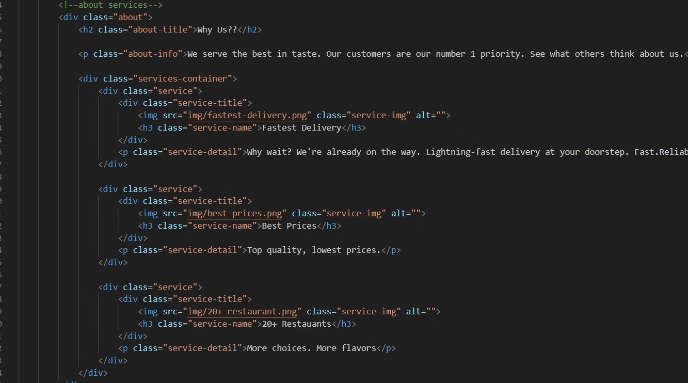 <!--about services-->
<div class="about">
<h2 class="about-title">Why Us??</h2>
<p class="about-info">We serve the best in taste. Our customers are our number 1 priority. See what others think about us.<
<div class="services-container">
<div class="service">
<div class="service-title">
<img src="img/fastest-delivery.png" class="service-img" alt="">
<h3 class="service-name">Fastest Delivery</h3>
</div>
<p class="service-detail">Why wait? We're already on the way. Lightning-fast delivery at your doorstep. Fast.Reliab
</div>
<div class="service">
<div class="service-title">
<img src="img/best prices.png" class="service-img" alt="">
<h3 class="service-name">Best Prices</h3>
</div>
<p class="service-detail">Top quality, lowest prices.</p>
</div>
<div class="service">
<div class="service-title">
<img src="img/20+ restaurant.png" class="service-img" alt="">
<h3 class="service-name">20+ Restauants</h3>
</div>
<p class="service-detail">More choices. More flavors</p>
</div>
</div>